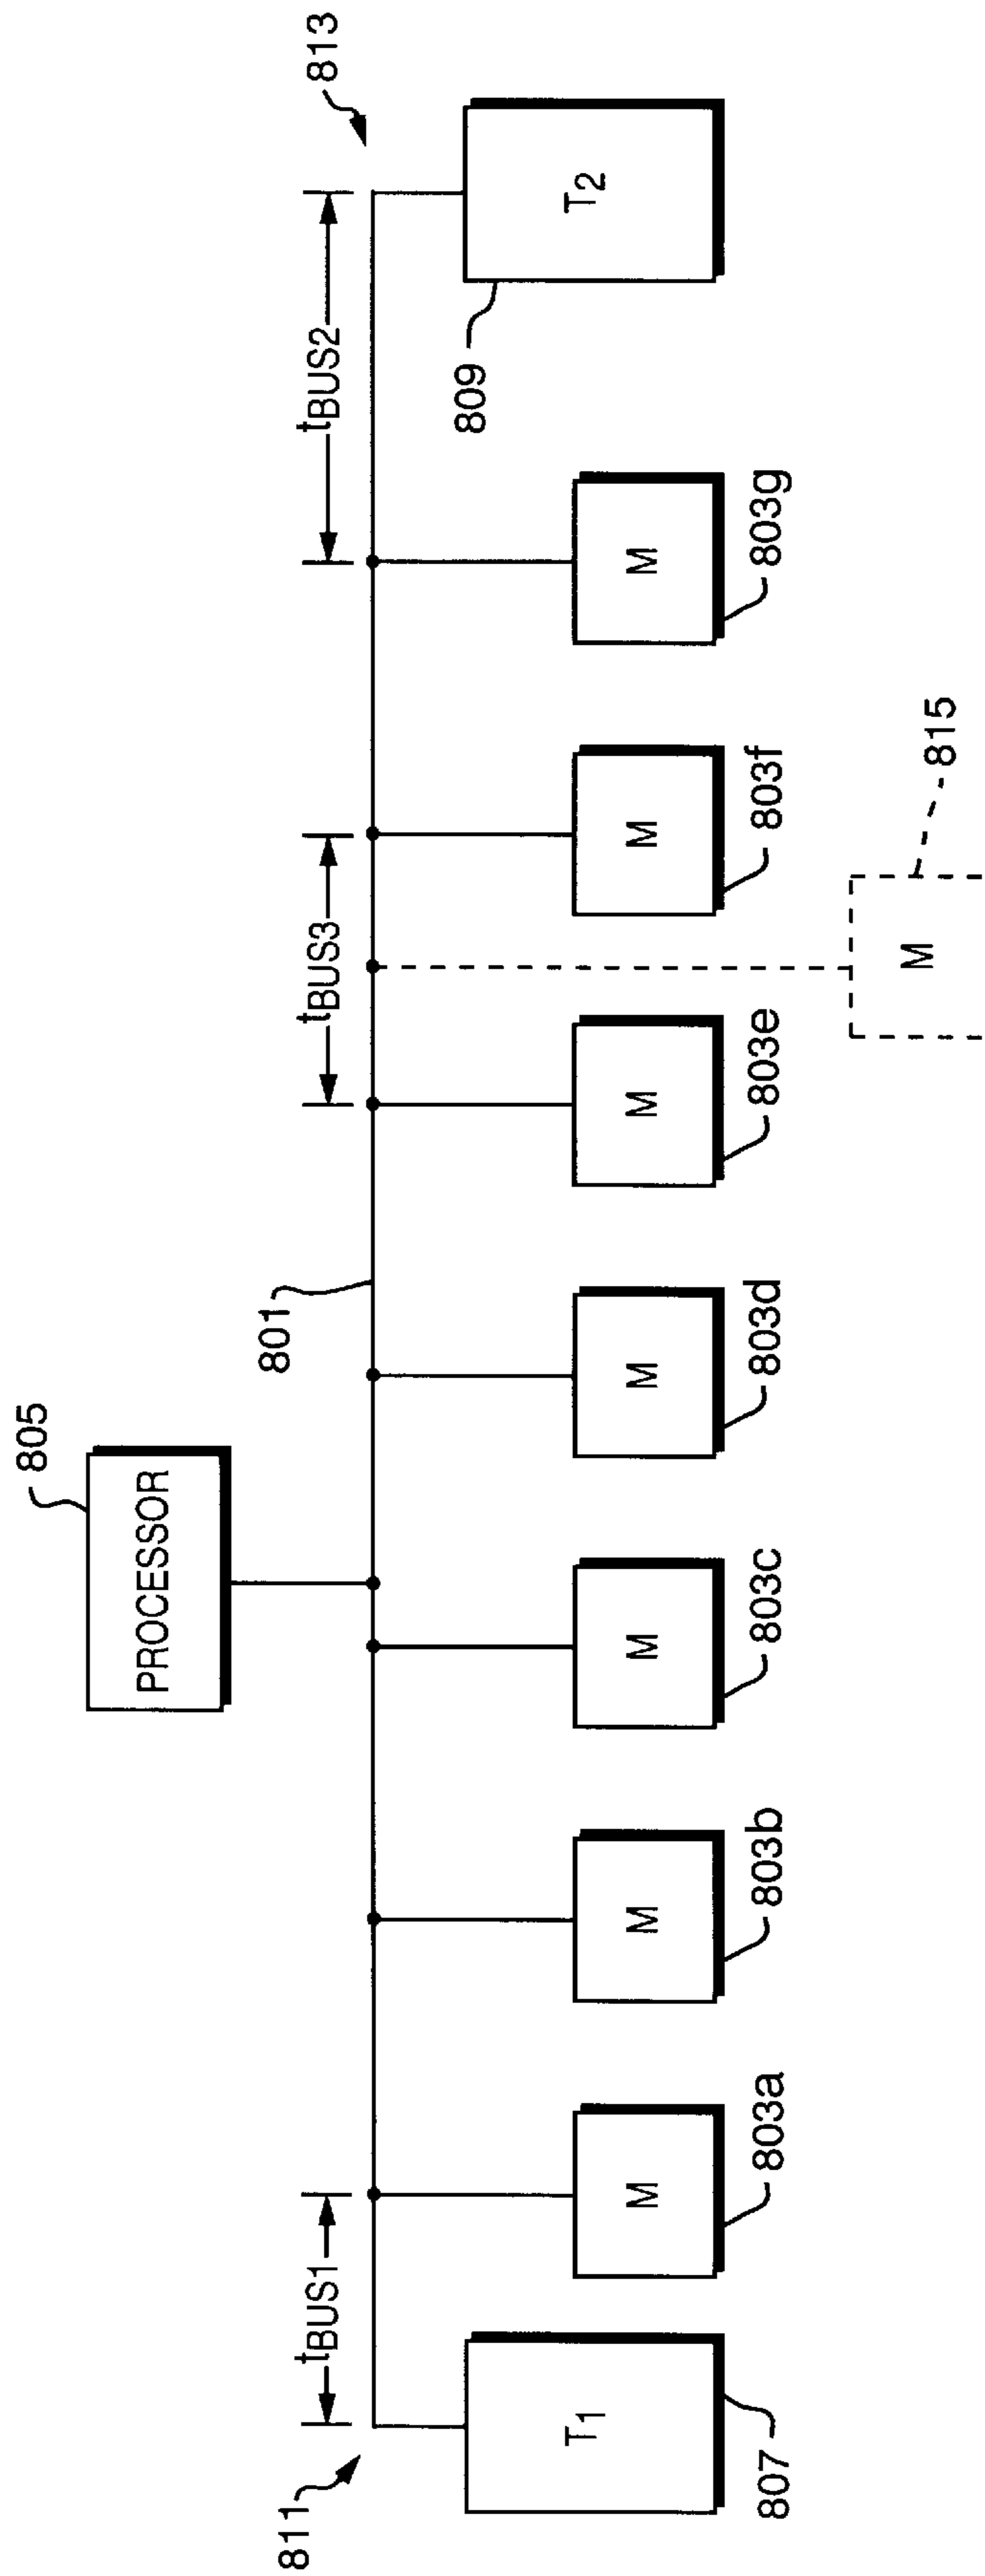 805
PROCESSOR
801
811
tBUS1
tBUS3
tBUS2
813
T1
807
M
803a
M
803b
M
803c
M
803d
M
803e
M
803f
M
803g
T2
809
M
815